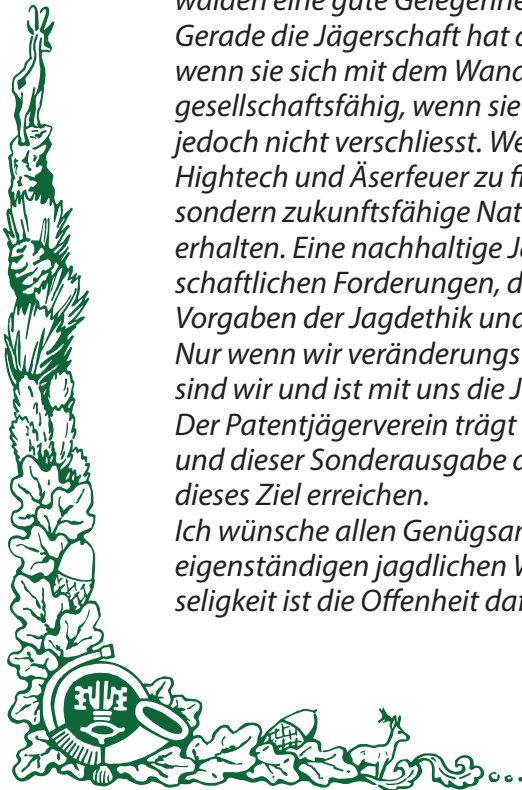 walden eine gute Gelegenhe
Gerade die Jägerschaft hat d
wenn sie sich mit dem Wand
gesellschaftsfähig, wenn sie
jedoch nicht verschliesst. We
Hightech und Äserfeuer zu fi
sondern zukunftsfähige Nat
erhalten. Eine nachhaltige J
schaftlichen Forderungen, d
Vorgaben der Jagdethik und
Nur wenn wir veränderungs
sind wir und ist mit uns die J
Der Patentjägerverein trägt
und dieser Sonderausgabe d
dieses Ziel erreichen.
Ich wünsche allen Genügsar
eigenständigen jagdlichen V
seligkeit ist die Offenheit daf